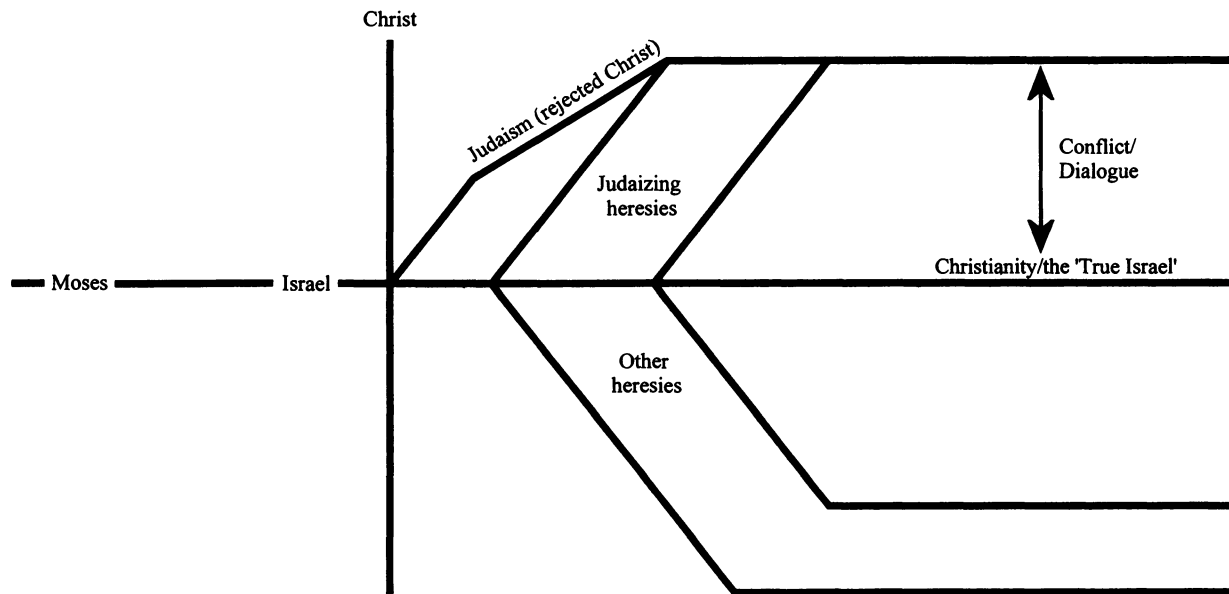 Christ
Judaism (rejected Christ)
Judaizing
heresies
Conflict/
Dialogue
Christianity/the 'True Israel'
Moses
Israel
Other
heresies